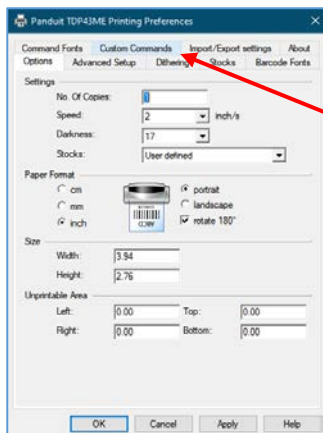 Panduit TDP43ME Printing Preferences
Command Fonts Custom Commands Import/Export settings About
Options Advanced Setup Dithering Stocks Barcode Fonts
Settings
No. Of Copies: 1
Speed: 2 inch/s
Darkness: 17
Stocks: User defined
Paper Format
cm portrait
mm landscape
inch rotate 180°
Size
Width: 3.94
Height: 2.76
Unprintable Area
Left: 0.00 Top: 0.00
Right: 0.00 Bottom: 0.00
OK Cancel Apply Help